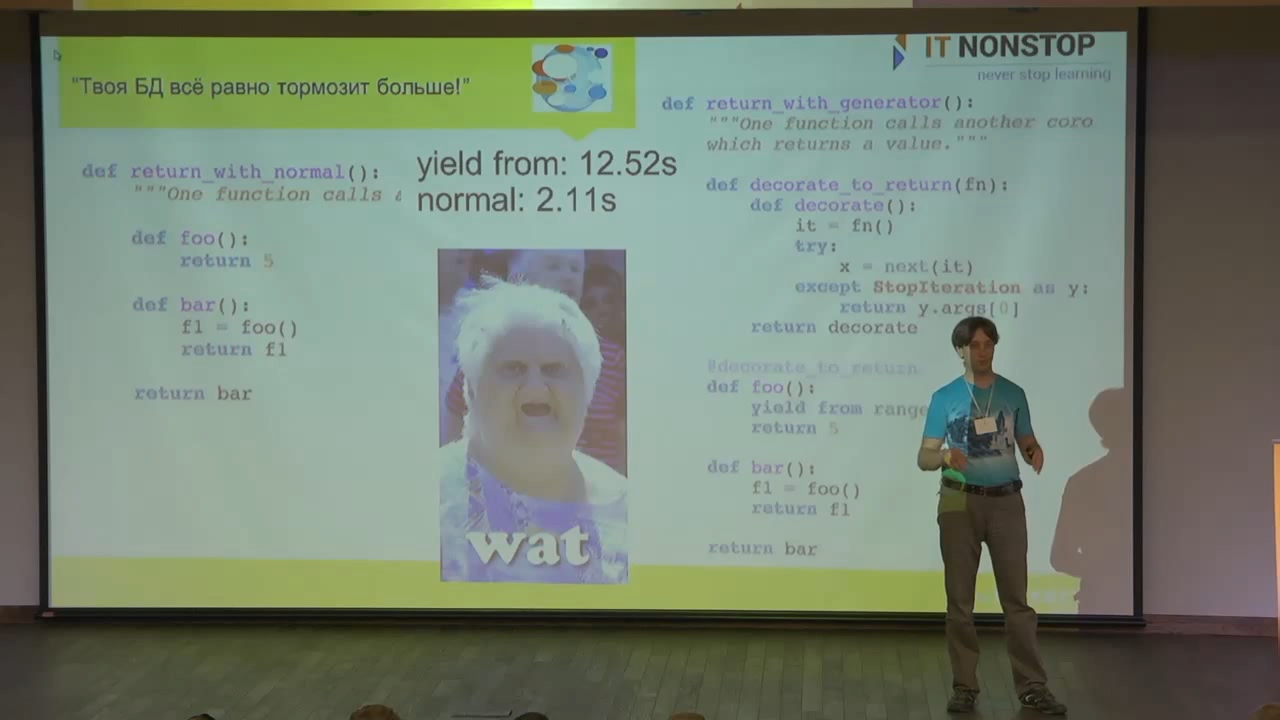 “Твоя БД всё равно тормозит больше!”
IT NONSTOP
never stop learning
def return_with_normal():
"""One function calls
def foo():
return 5
def bar():
f1 = foo()
return f1
return bar
yield from: 12.52s
normal: 2.11s
wat
def return_with_generator():
"""One function calls another coro
which returns a value."""
def decorate_to_return(fn):
def decorate():
it = fn()
try:
x = next(it)
except StopIteration as y:
return y.args[0]
return decorate
@decorate_to_return
def foo():
yield from range
return 5
def bar():
f1 = foo()
return f1
return bar